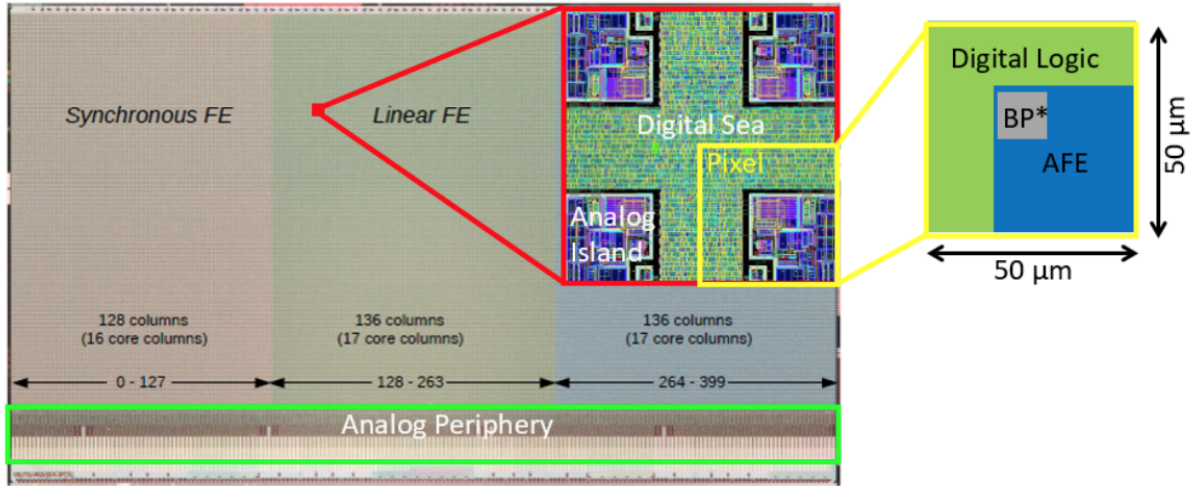 Synchronous FE
Linear FE
Digital Sea
Pixel
Analog
Island
Digital Logic
BP*
AFE
50 µm
50 µm
128 columns
(16 core columns)
136 columns
(17 core columns)
136 columns
(17 core columns)
0 - 127
128 - 263
264 - 399
Analog Periphery